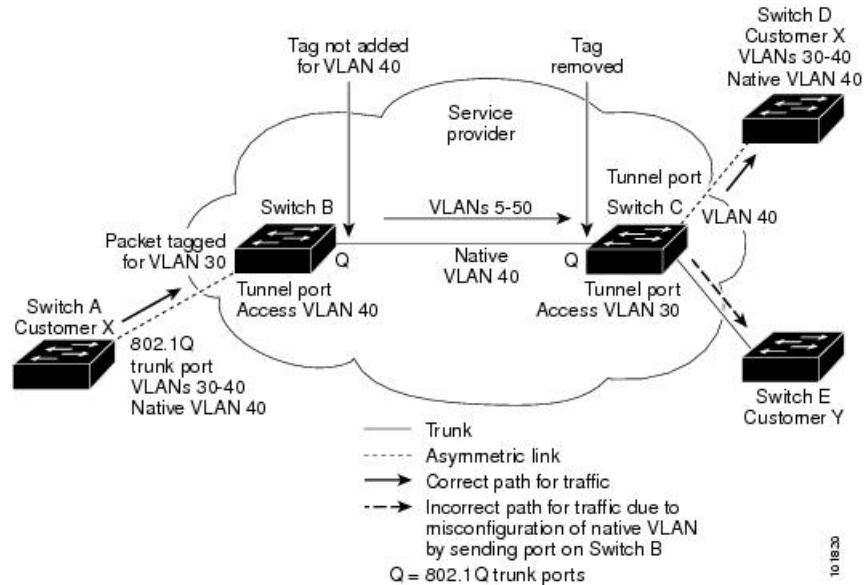 Tag not added
for VLAN 40
Tag
removed
Switch D
Customer X
VLANs 30-40
Native VLAN 40
Service
provider
Tunnel port
Switch B
VLANs 5-50
Switch C
VLAN 40
Packet tagged
for VLAN 30
Q
Native
VLAN 40
Q
Switch A
Customer X
Tunnel port
Access VLAN 40
Tunnel port
Access VLAN 30
802.1Q
trunk port
VLANs 30-40
Native VLAN 40
Switch E
Customer Y
Trunk
Asymmetric link
Correct path for traffic
Incorrect path for traffic due to
misconfiguration of native VLAN
by sending port on Switch B
Q = 802.1Q trunk ports
101820